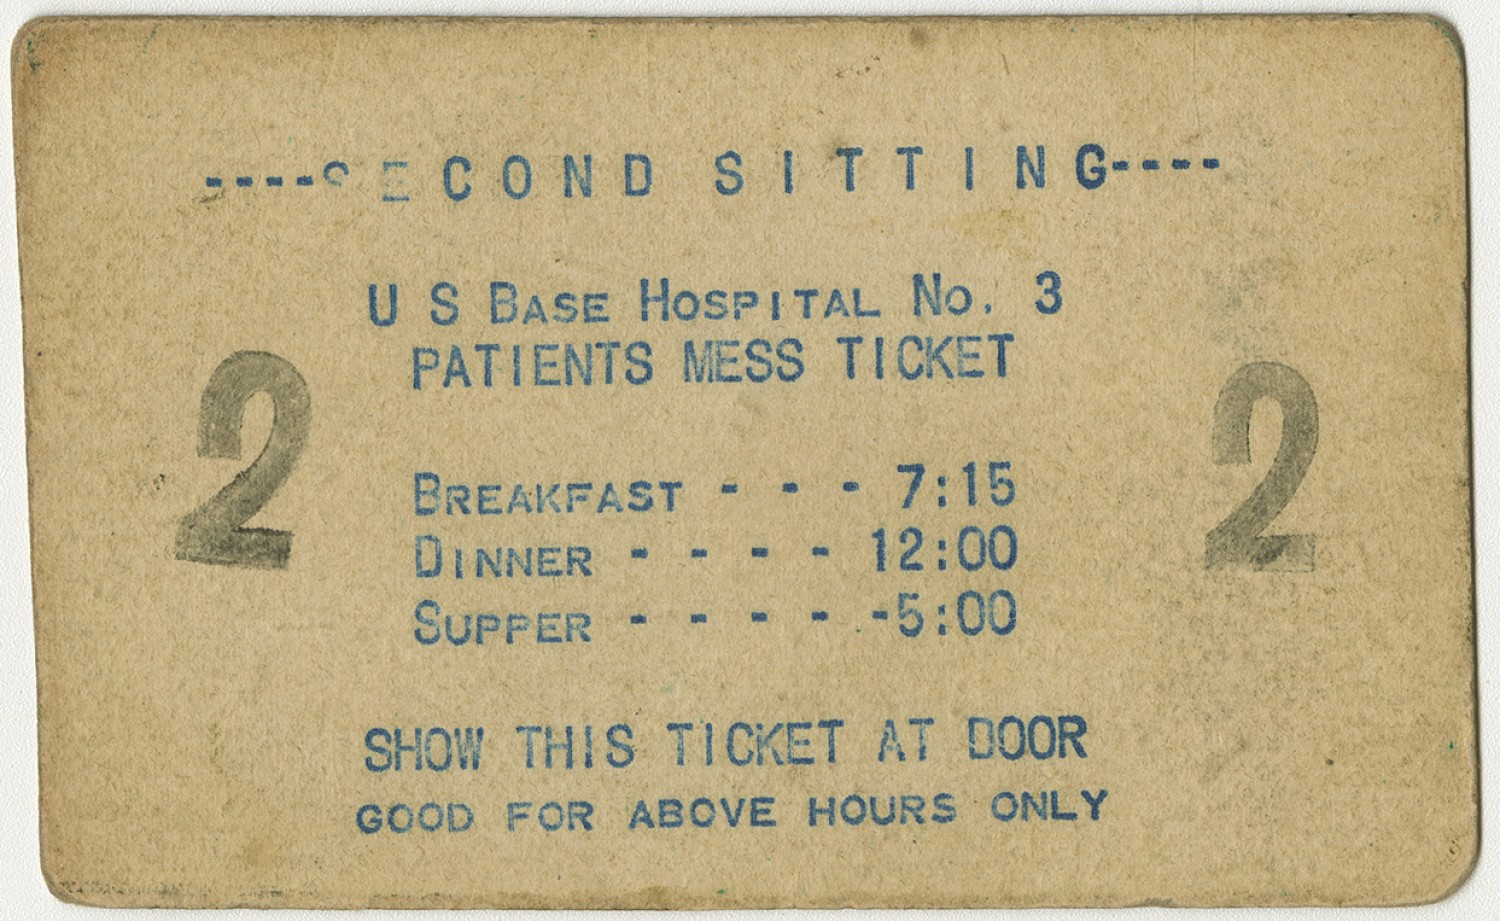 ----SECOND SITTING----
U S BASE HOSPITAL No. 3
PATIENTS MESS TICKET
2
2
BREAKFAST - - - 7:15
DINNER - - - - 12:00
SUPPER - - - - -5:00
SHOW THIS TICKET AT DOOR
GOOD FOR ABOVE HOURS ONLY